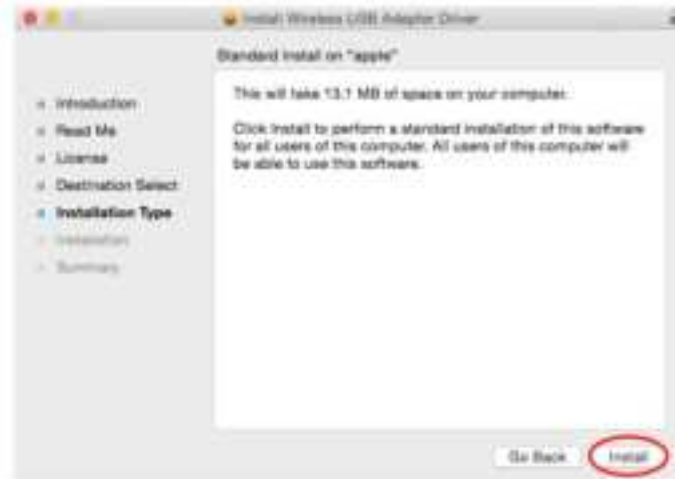 Install Wireless USB Adapter Driver
Standard Install on "apple"
Introduction
Read Me
License
Destination Select
Installation Type
Installation
Summary
This will take 13.1 MB of space on your computer.
Click Install to perform a standard installation of this software
for all users of this computer. All users of this computer will
be able to use this software.
Go Back
Install